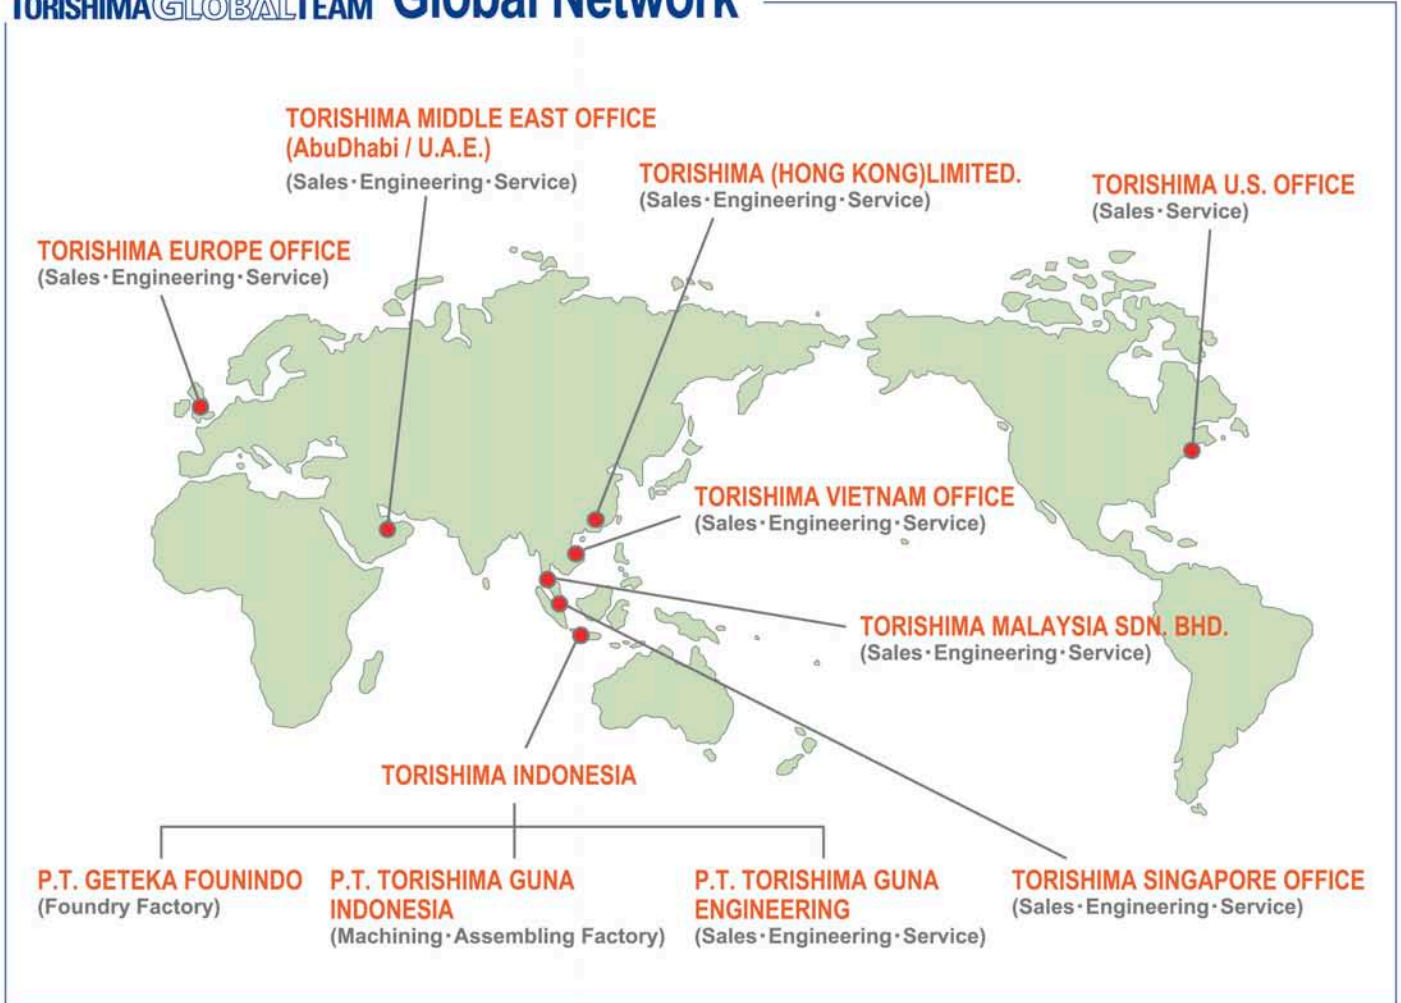 TORISHIMA GLOBAL TEAM Global Network
TORISHIMA MIDDLE EAST OFFICE
(AbuDhabi / U.A.E.)
(Sales・Engineering・Service)
TORISHIMA (HONG KONG)LIMITED.
(Sales・Engineering・Service)
TORISHIMA U.S. OFFICE
(Sales・Service)
TORISHIMA EUROPE OFFICE
(Sales・Engineering・Service)
TORISHIMA VIETNAM OFFICE
(Sales・Engineering・Service)
TORISHIMA MALAYSIA SDN. BHD.
(Sales・Engineering・Service)
TORISHIMA INDONESIA
P.T. GETEKA FOUNINDO
(Foundry Factory)
P.T. TORISHIMA GUNA
INDONESIA
(Machining・Assembling Factory)
P.T. TORISHIMA GUNA
ENGINEERING
(Sales・Engineering・Service)
TORISHIMA SINGAPORE OFFICE
(Sales・Engineering・Service)